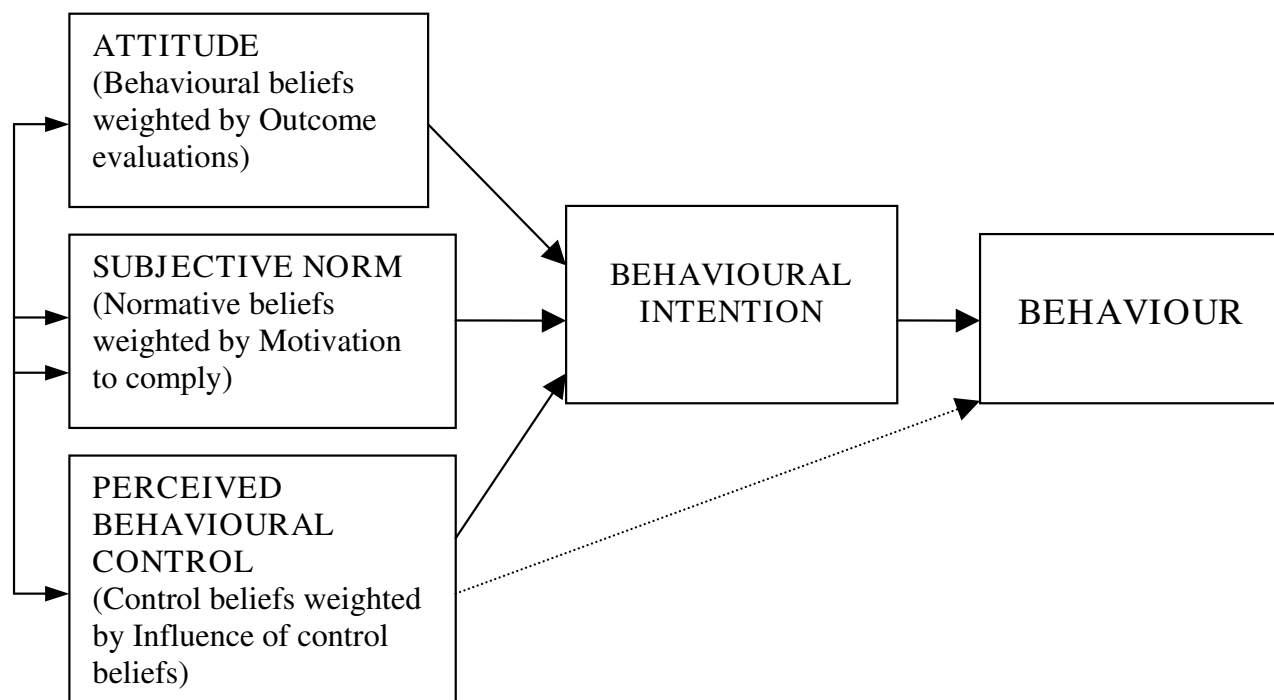 ATTITUDE
(Behavioural beliefs
weighted by Outcome
evaluations)
SUBJECTIVE NORM
(Normative beliefs
weighted by Motivation
to comply)
PERCEIVED
BEHAVIOURAL
CONTROL
(Control beliefs weighted
by Influence of control
beliefs)
BEHAVIOURAL
INTENTION
BEHAVIOUR